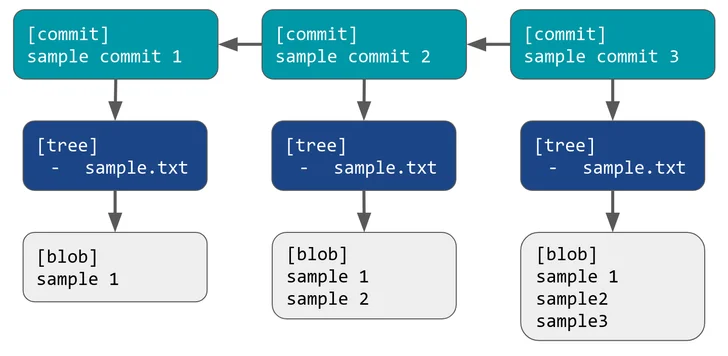 [commit]
sample commit 1
[commit]
sample commit 2
[commit]
sample commit 3
[tree]
- sample.txt
[tree]
- sample.txt
[tree]
- sample.txt
[blob]
sample 1
[blob]
sample 1
sample 2
[blob]
sample 1
sample2
sample3